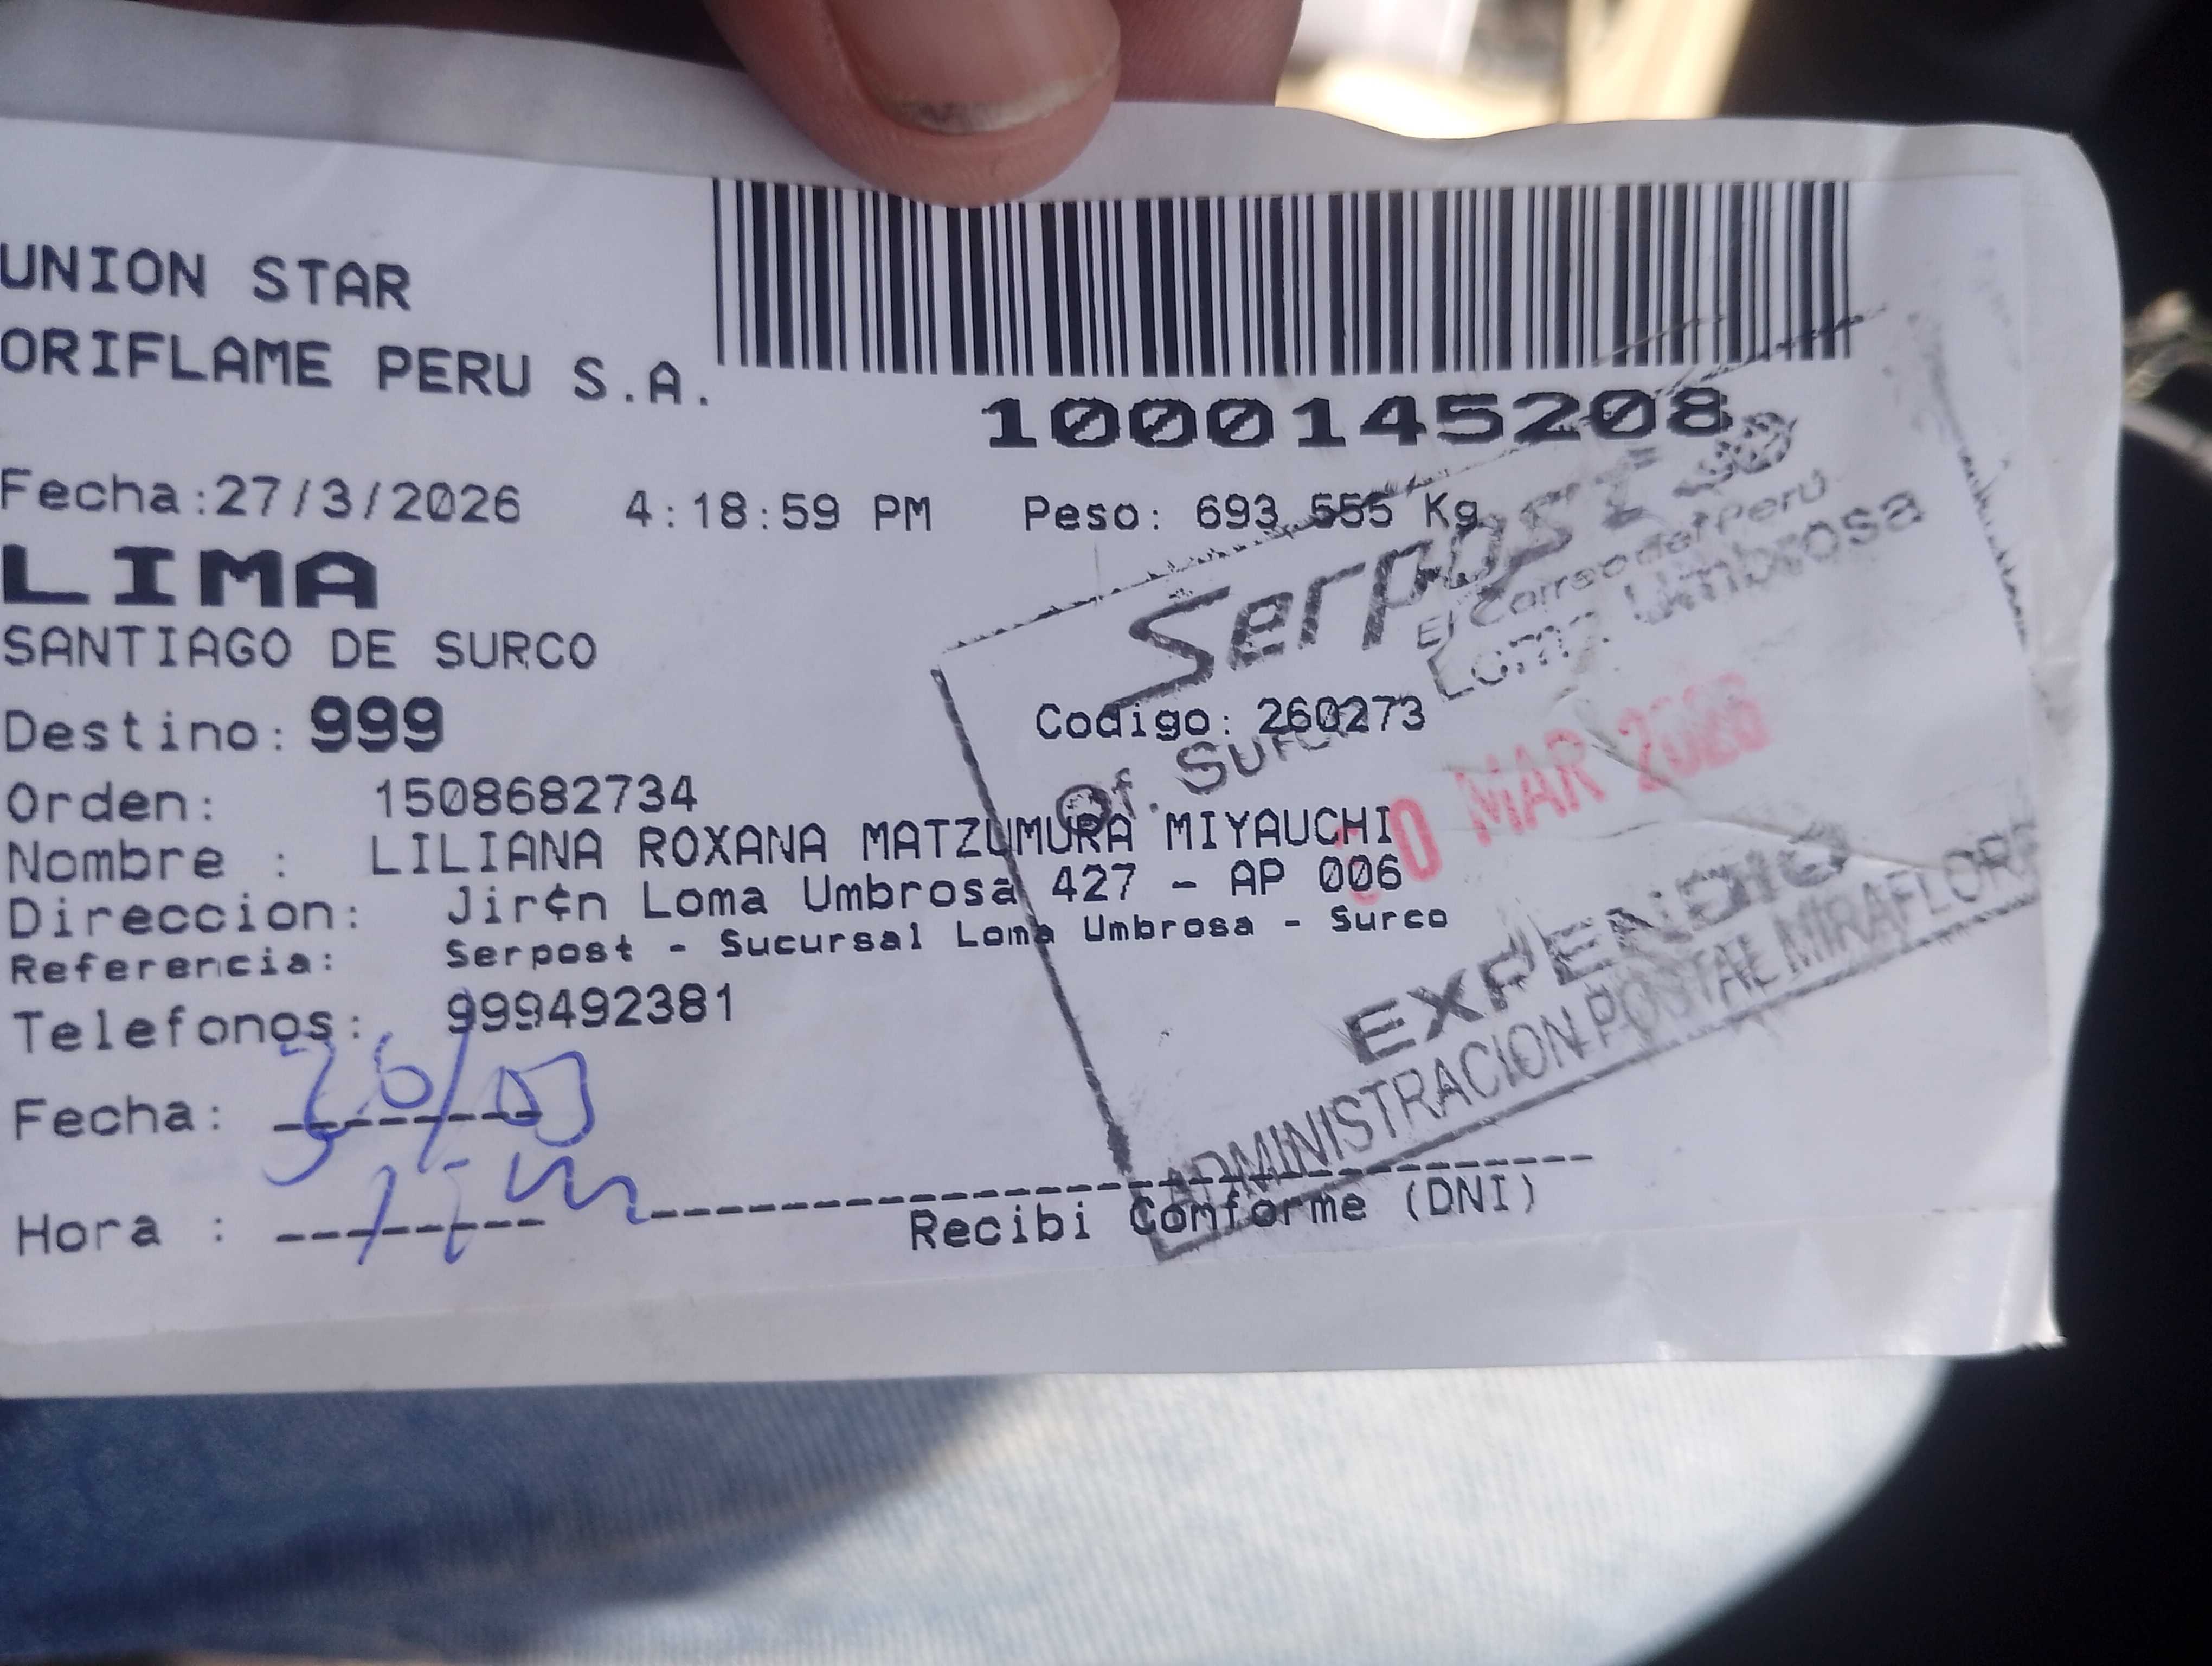 UNION STAR
ORIFLAME PERU S.A.
1000145208
Fecha:27/3/2026 4:18:59 PM Peso: 693.555 Kg
LIMA
SANTIAGO DE SURCO
Destino: 999
Codigo: 260273
Orden: 1508682734
Nombre : LILIANA ROXANA MATZUMURA MIYAUCHI
Direccion: Jir¢n Loma Umbrosa 427 - AP 006
Referencia: Serpost - Sucursal Loma Umbrosa - Surco
Telefonos: 999492381
Fecha: 30/03
Hora :
Recibi Conforme (DNI)
Serpost
El Correo del Perú
Loma Umbrosa
Of. Surco
MAR
EXPENDIO
ADMINISTRACION POSTAL MIRAFLORES